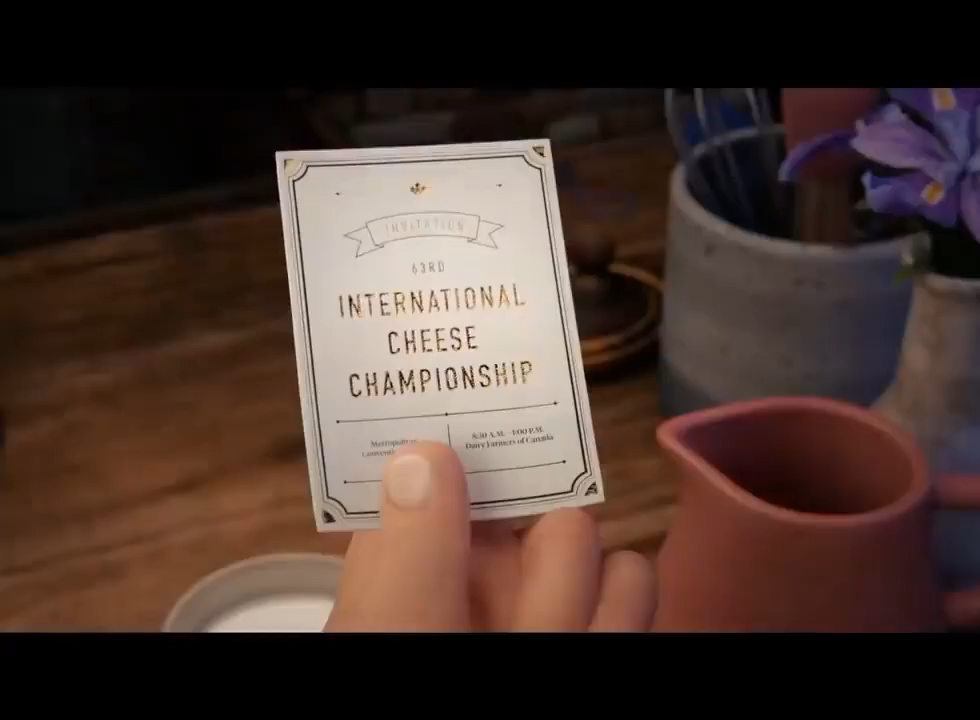 INVITATION
63RD
INTERNATIONAL
CHEESE
CHAMPIONSHIP
8:30 A.M. - 1:00 P.M.
Dairy Farmers of Canada